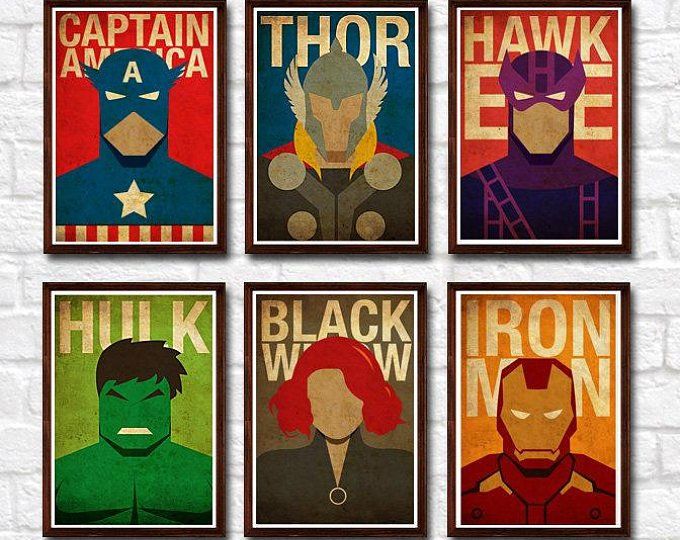 CAPTAIN
AMERICA
A
THOR
HAWK
EYE
H
HULK
BLACK
WIDOW
IRON
MAN